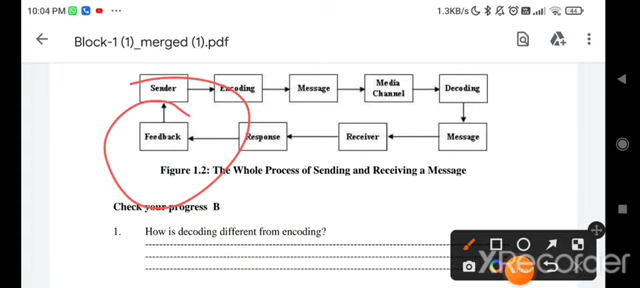 10:04 PM 1.3KB/s 44
Block-1 (1)_merged (1).pdf
Sender Encoding Message Media Channel Decoding
Feedback Response Receiver Message
Figure 1.2: The Whole Process of Sending and Receiving a Message
Check your progress B
1. How is decoding different from encoding?
XRecorder